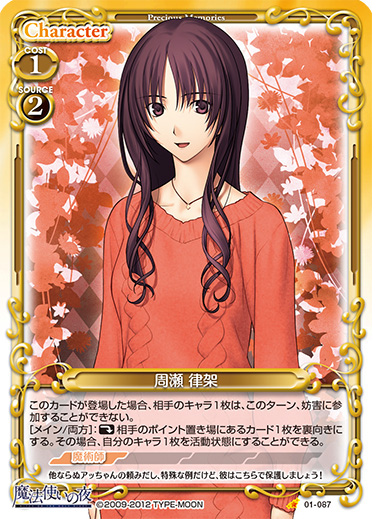 Precious Memories
Character
COST
1
SOURCE
2
周瀬 律架
このカードが登場した場合、相手のキャラ1枚は、このターン、妨害に参加することができない。
[メイン/両方]: 相手のポイント置き場にあるカード1枚を裏向きにする。その場合、自分のキャラ1枚を活動状態にすることができる。
魔術師
他ならぬアッちゃんの頼みだし、特殊な例だけど、彼はこちらで保護しましょう!
魔法使いの夜
©2009-2012 TYPE-MOON
01-087